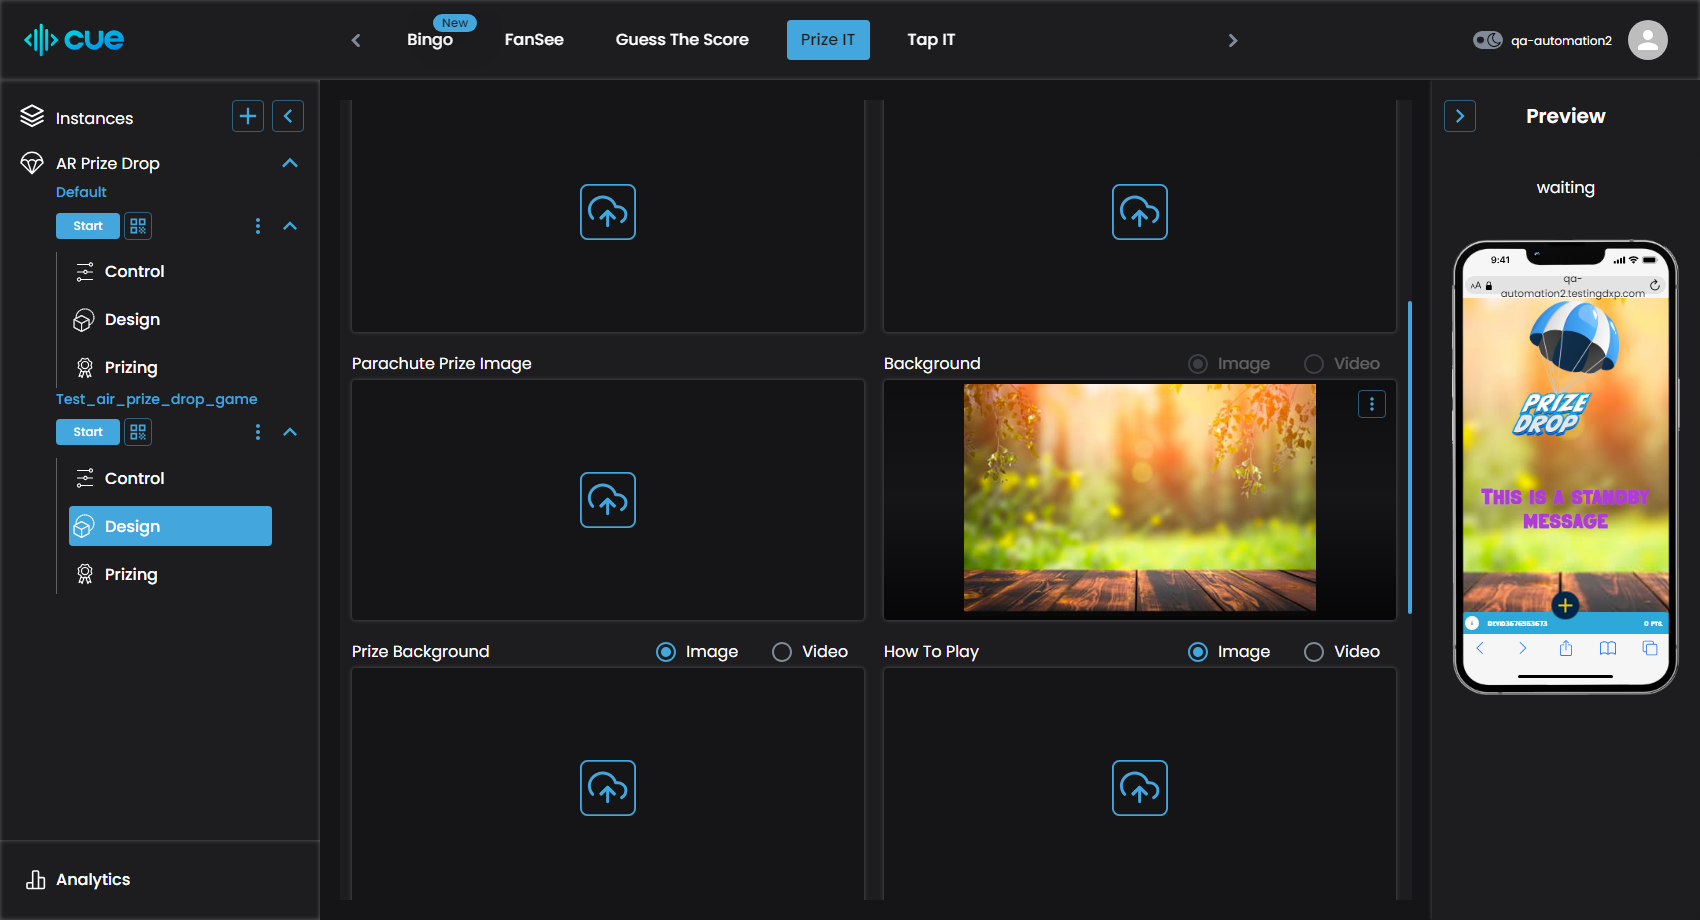 cue
New
Bingo
FanSee
Guess The Score
Prize IT
Tap IT
qa-automation2
Instances
AR Prize Drop
Default
Start
Control
Design
Prizing
Test_air_prize_drop_game
Start
Control
Design
Prizing
Analytics
Parachute Prize Image
Background
Image
Video
Prize Background
Image
Video
How To Play
Image
Video
Preview
waiting
9:41
AA
qa-
automation2.testingdxp.com
PRIZE
DROP
THIS IS A STANDBY
MESSAGE
DEVID3676953673
0 PTS.